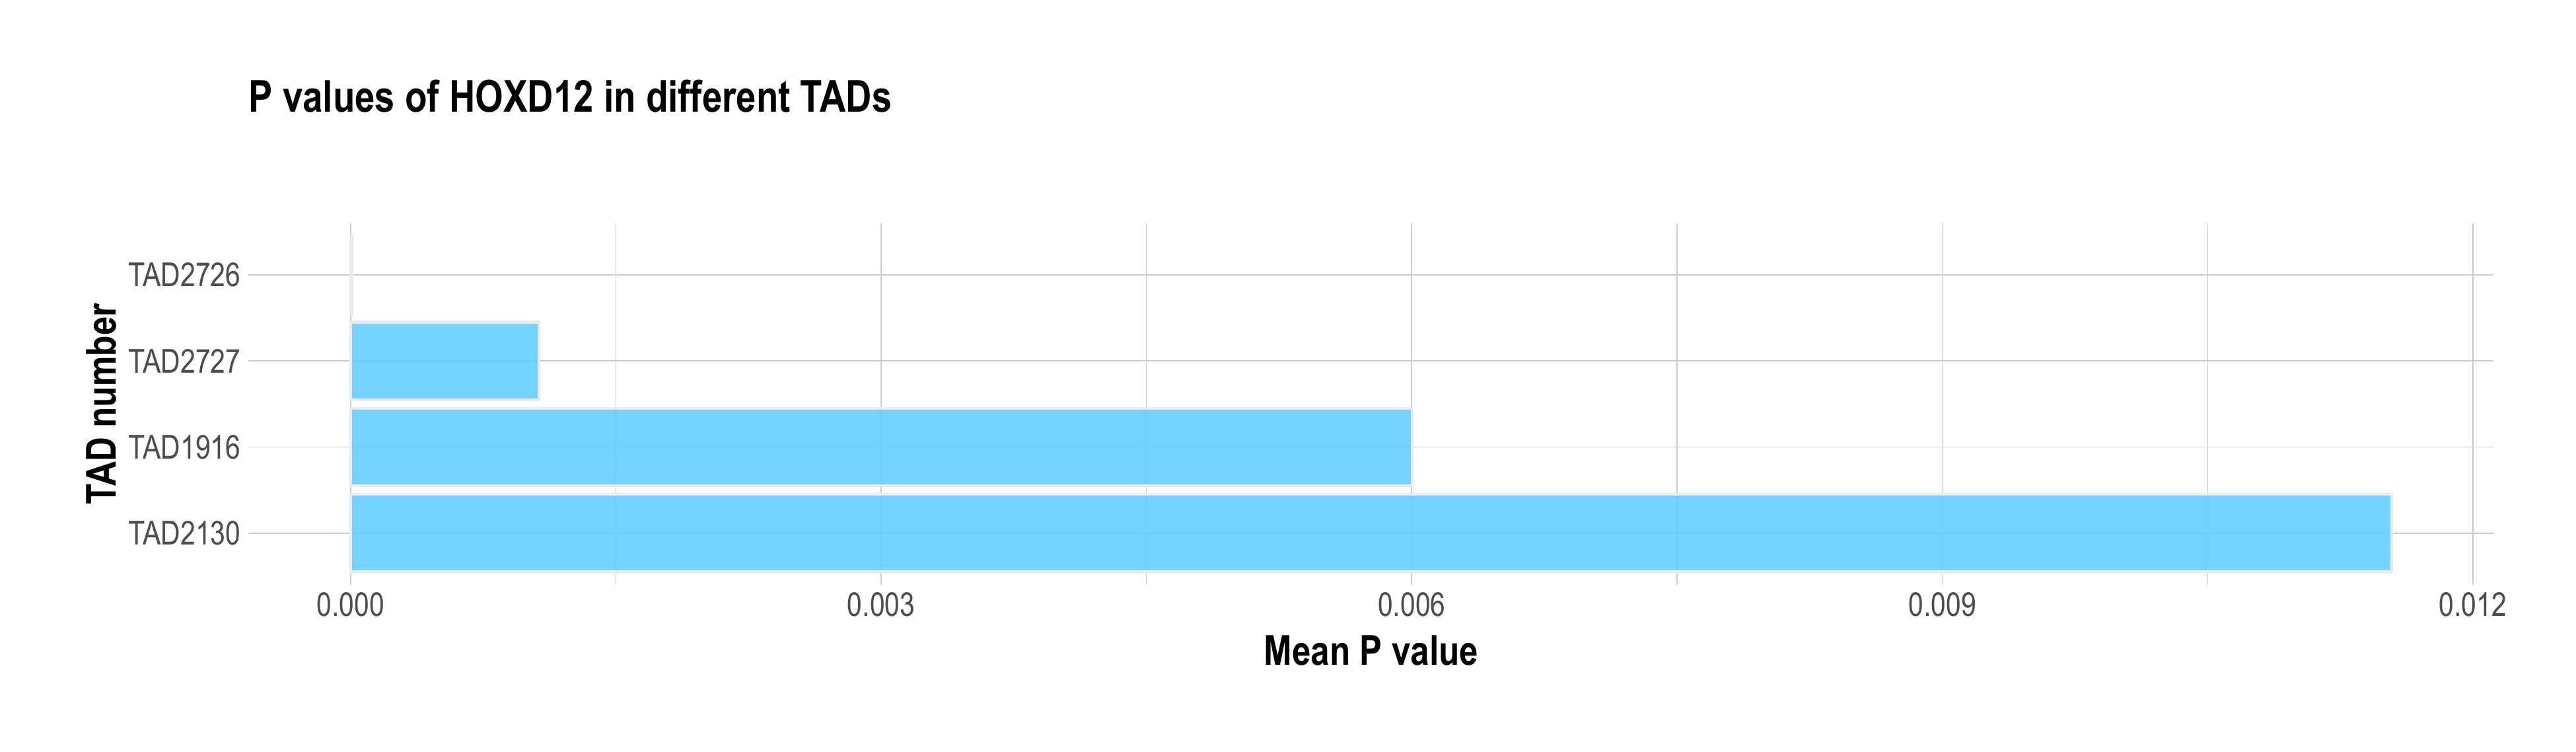 P values of HOXD12 in different TADs
TAD number
TAD2726
TAD2727
TAD1916
TAD2130
0.000 0.003 0.006 0.009 0.012
Mean P value